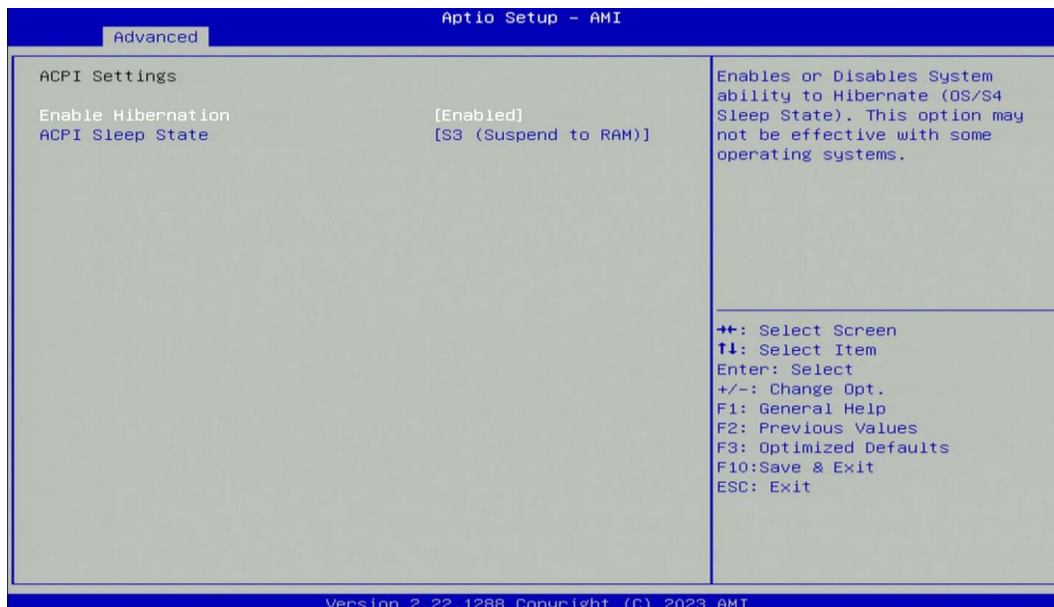 Aptio Setup – AMI
Advanced
ACPI Settings
Enable Hibernation [Enabled]
ACPI Sleep State [S3 (Suspend to RAM)]
Enables or Disables System
ability to Hibernate (OS/S4
Sleep State). This option may
not be effective with some
operating systems.
→←: Select Screen
↑↓: Select Item
Enter: Select
+/-: Change Opt.
F1: General Help
F2: Previous Values
F3: Optimized Defaults
F10:Save & Exit
ESC: Exit
Version 2.22.1288 Copyright (C) 2023 AMI